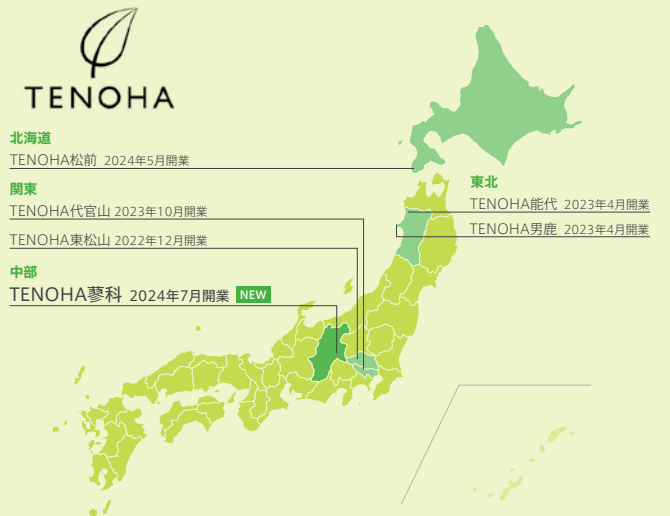 TENOHA
北海道
TENOHA松前 2024年5月開業
関東
TENOHA代官山 2023年10月開業
TENOHA東松山 2022年12月開業
中部
TENOHA蓼科 2024年7月開業 NEW
東北
TENOHA能代 2023年4月開業
TENOHA男鹿 2023年4月開業